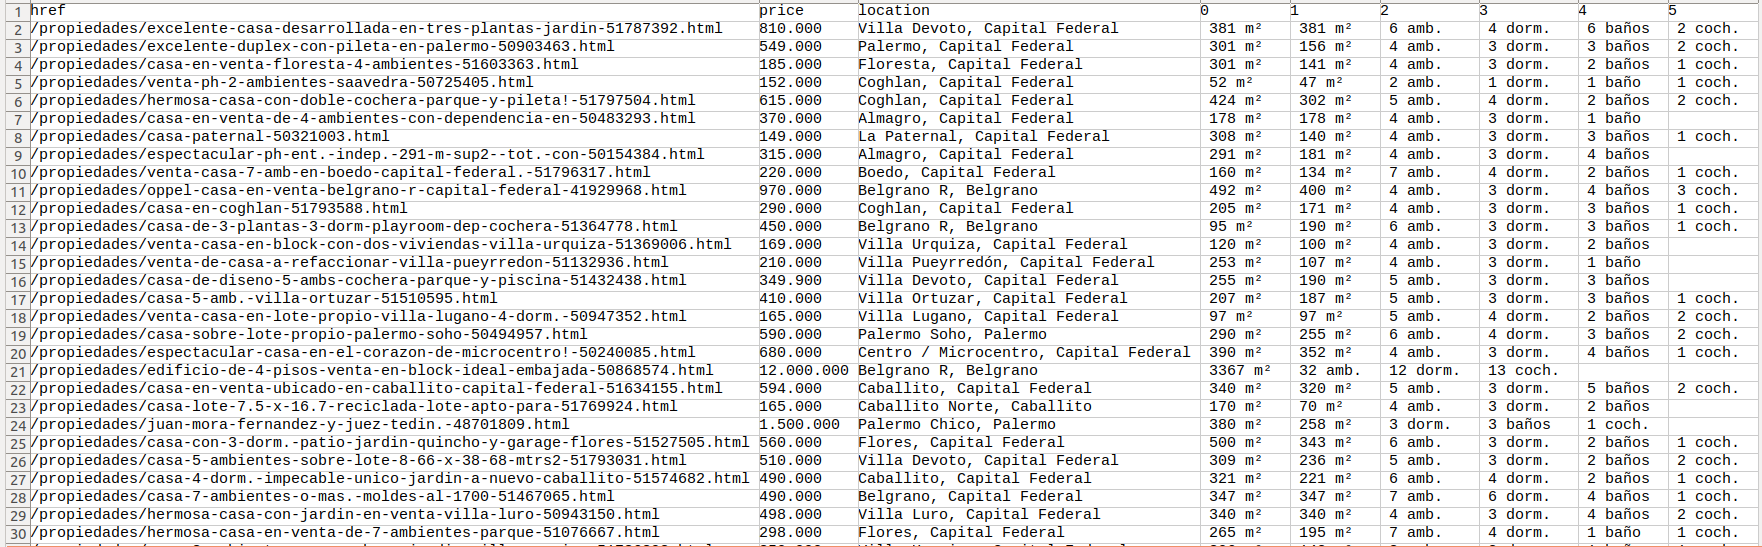 1 href price location 0 1 2 3 4 5
2 /propiedades/excelente-casa-desarrollada-en-tres-plantas-jardin-51787392.html 810.000 Villa Devoto, Capital Federal 381 m² 381 m² 6 amb. 4 dorm. 6 baños 2 coch.
3 /propiedades/excelente-duplex-con-pileta-en-palermo-50903463.html 549.000 Palermo, Capital Federal 301 m² 156 m² 4 amb. 3 dorm. 3 baños 2 coch.
4 /propiedades/casa-en-venta-floresta-4-ambientes-51603363.html 185.000 Floresta, Capital Federal 301 m² 141 m² 4 amb. 3 dorm. 2 baños 1 coch.
5 /propiedades/venta-ph-2-ambientes-saavedra-50725405.html 152.000 Coghlan, Capital Federal 52 m² 47 m² 2 amb. 1 dorm. 1 baño 1 coch.
6 /propiedades/hermosa-casa-con-doble-cochera-parque-y-pileta!-51797504.html 615.000 Coghlan, Capital Federal 424 m² 302 m² 5 amb. 4 dorm. 2 baños 2 coch.
7 /propiedades/casa-en-venta-de-4-ambientes-con-dependencia-en-50483293.html 370.000 Almagro, Capital Federal 178 m² 178 m² 4 amb. 3 dorm. 1 baño
8 /propiedades/casa-paternal-50321003.html 149.000 La Paternal, Capital Federal 308 m² 140 m² 4 amb. 3 dorm. 3 baños 1 coch.
9 /propiedades/espectacular-ph-ent.-indep.-291-m-sup2--tot.-con-50154384.html 315.000 Almagro, Capital Federal 291 m² 181 m² 4 amb. 3 dorm. 4 baños
10 /propiedades/venta-casa-7-amb-en-boedo-capital-federal.-51796317.html 220.000 Boedo, Capital Federal 160 m² 134 m² 7 amb. 4 dorm. 2 baños 1 coch.
11 /propiedades/oppel-casa-en-venta-belgrano-r-capital-federal-41929968.html 970.000 Belgrano R, Belgrano 492 m² 400 m² 4 amb. 3 dorm. 4 baños 3 coch.
12 /propiedades/casa-en-coghlan-51793588.html 290.000 Coghlan, Capital Federal 205 m² 171 m² 4 amb. 3 dorm. 3 baños 1 coch.
13 /propiedades/casa-de-3-plantas-3-dorm-playroom-dep-cochera-51364778.html 450.000 Belgrano R, Belgrano 95 m² 190 m² 6 amb. 3 dorm. 3 baños 1 coch.
14 /propiedades/venta-casa-en-block-con-dos-viviendas-villa-urquiza-51369006.html 169.000 Villa Urquiza, Capital Federal 120 m² 100 m² 4 amb. 3 dorm. 2 baños
15 /propiedades/venta-de-casa-a-refaccionar-villa-pueyrredon-51132936.html 210.000 Villa Pueyrredón, Capital Federal 253 m² 107 m² 4 amb. 3 dorm. 1 baño
16 /propiedades/casa-de-diseno-5-ambs-cochera-parque-y-piscina-51432438.html 349.900 Villa Devoto, Capital Federal 255 m² 190 m² 5 amb. 3 dorm. 3 baños
17 /propiedades/casa-5-amb.-villa-ortuzar-51510595.html 410.000 Villa Ortuzar, Capital Federal 207 m² 187 m² 5 amb. 3 dorm. 3 baños 1 coch.
18 /propiedades/venta-casa-en-lote-propio-villa-lugano-4-dorm.-50947352.html 165.000 Villa Lugano, Capital Federal 97 m² 97 m² 5 amb. 4 dorm. 2 baños 2 coch.
19 /propiedades/casa-sobre-lote-propio-palermo-soho-50494957.html 590.000 Palermo Soho, Palermo 290 m² 255 m² 6 amb. 4 dorm. 3 baños 2 coch.
20 /propiedades/espectacular-casa-en-el-corazon-de-microcentro!-50240085.html 680.000 Centro / Microcentro, Capital Federal 390 m² 352 m² 4 amb. 3 dorm. 4 baños 1 coch.
21 /propiedades/edificio-de-4-pisos-venta-en-block-ideal-embajada-50868574.html 12.000.000 Belgrano R, Belgrano 3367 m² 32 amb. 12 dorm. 13 coch.
22 /propiedades/casa-en-venta-ubicado-en-caballito-capital-federal-51634155.html 594.000 Caballito, Capital Federal 340 m² 320 m² 5 amb. 3 dorm. 5 baños 2 coch.
23 /propiedades/casa-lote-7.5-x-16.7-reciclada-lote-apto-para-51769924.html 165.000 Caballito Norte, Caballito 170 m² 70 m² 4 amb. 3 dorm. 2 baños
24 /propiedades/juan-mora-fernandez-y-juez-tedin.-48701809.html 1.500.000 Palermo Chico, Palermo 380 m² 258 m² 3 dorm. 3 baños 1 coch.
25 /propiedades/casa-con-3-dorm.-patio-jardin-quincho-y-garage-flores-51527505.html 560.000 Flores, Capital Federal 500 m² 343 m² 6 amb. 3 dorm. 2 baños 1 coch.
26 /propiedades/casa-5-ambientes-sobre-lote-8-66-x-38-68-mtrs2-51793031.html 510.000 Villa Devoto, Capital Federal 309 m² 236 m² 5 amb. 3 dorm. 2 baños 2 coch.
27 /propiedades/casa-4-dorm.-impecable-unico-jardin-a-nuevo-caballito-51574682.html 490.000 Caballito, Capital Federal 321 m² 221 m² 6 amb. 4 dorm. 2 baños 1 coch.
28 /propiedades/casa-7-ambientes-o-mas.-moldes-al-1700-51467065.html 490.000 Belgrano, Capital Federal 347 m² 347 m² 7 amb. 6 dorm. 4 baños 1 coch.
29 /propiedades/hermosa-casa-con-jardin-en-venta-villa-luro-50943150.html 498.000 Villa Luro, Capital Federal 340 m² 340 m² 4 amb. 3 dorm. 4 baños 2 coch.
30 /propiedades/hermosa-casa-en-venta-de-7-ambientes-parque-51076667.html 298.000 Flores, Capital Federal 265 m² 195 m² 7 amb. 4 dorm. 1 baño 1 coch.